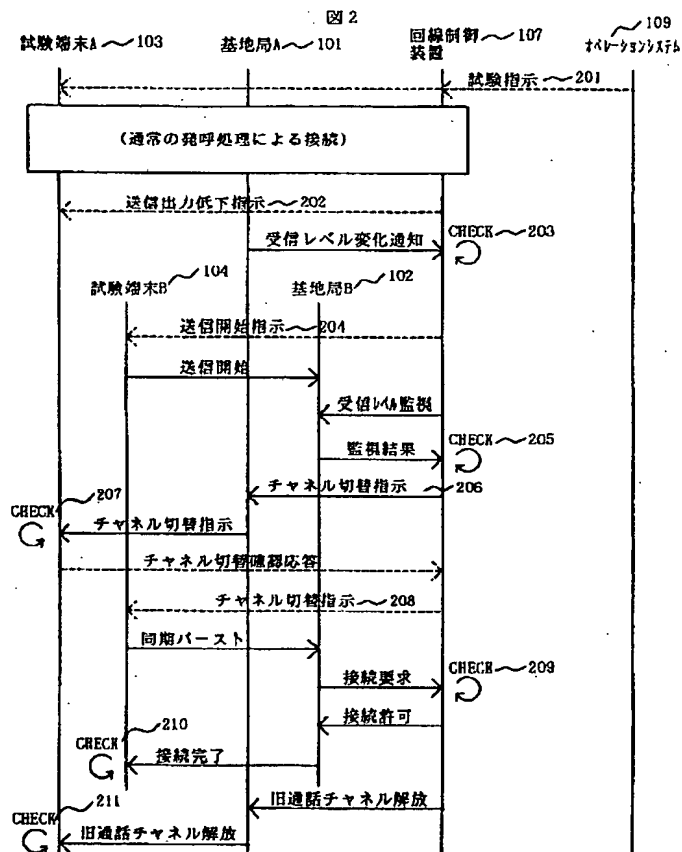 図2
試験端末A 103
基地局A 101
回線制御装置 107
オペレーションシステム 109
試験指示 201
(通常の発呼処理による接続)
送信出力低下指示 202
受信レベル変化通知
CHECK 203
試験端末B 104
基地局B 102
送信開始指示 204
送信開始
受信レベル監視
監視結果
CHECK 205
チャネル切替指示 206
CHECK 207
チャネル切替指示
チャネル切替確認応答
チャネル切替指示 208
同期バースト
接続要求
CHECK 209
接続許可
CHECK 210
接続完了
旧通話チャネル解放
CHECK 211
旧通話チャネル解放